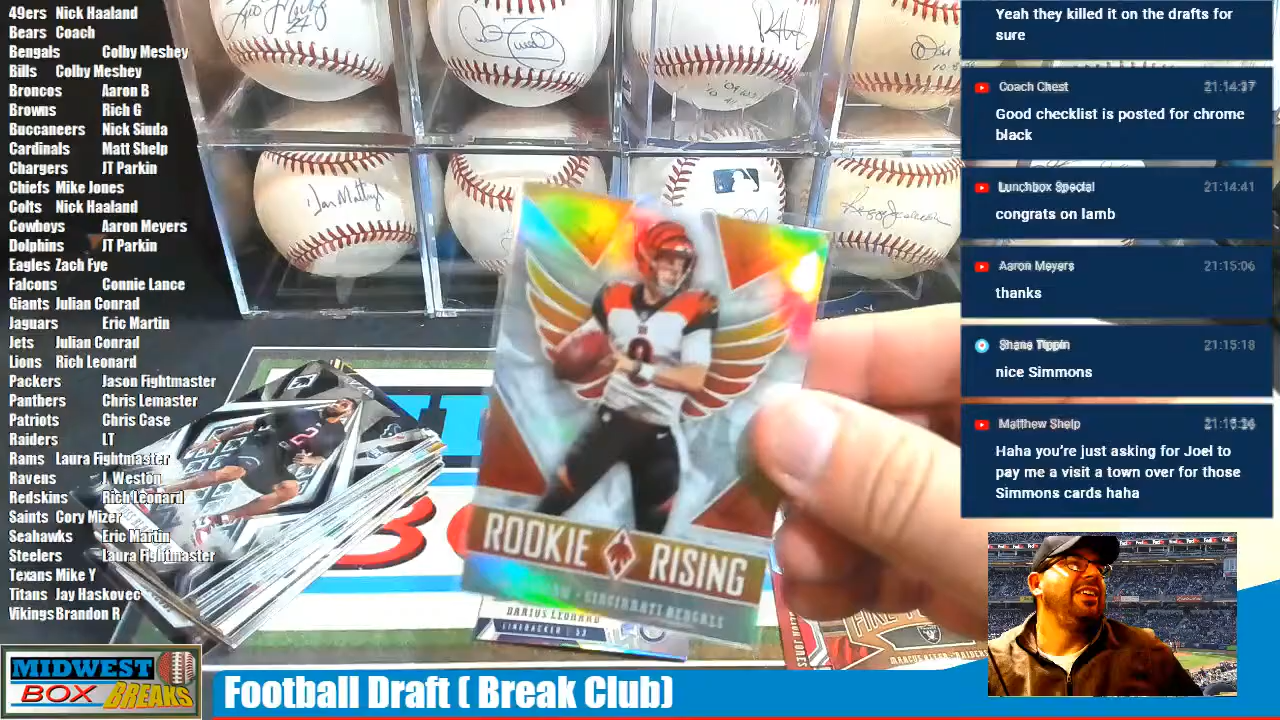 49ers Nick Haaland
Bears Coach
Bengals Colby Meshey
Bills Colby Meshey
Broncos Aaron B
Browns Rich G
Buccaneers Nick Siuda
Cardinals Matt Shelp
Chargers JT Parkin
Chiefs Mike Jones
Colts Nick Haaland
Cowboys Aaron Meyers
Dolphins JT Parkin
Eagles Zach Fye
Falcons Connie Lance
Giants Julian Conrad
Jaguars Eric Martin
Jets Julian Conrad
Lions Rich Leonard
Packers Jason Fightmaster
Panthers Chris Lemaster
Patriots Chris Case
Raiders LT
Rams Laura Fightmaster
Ravens J Weston
Redskins Rich Leonard
Saints Cory Mizer
Seahawks Eric Martin
Steelers Laura Fightmaster
Texans Mike Y
Titans Jay Haskovec
Vikings Brandon R
MIDWEST
BOX
BREAKS
Football Draft ( Break Club)
ROOKIE RISING
CINCINNATI BENGALS
DARIUS LEONARD
LINEBACKER | 53
MARCUS ALLEN
RAIDERS
Yeah they killed it on the drafts for
sure
Coach Chest 21:14:37
Good checklist is posted for chrome
black
Lunchbox Special 21:14:41
congrats on lamb
Aaron Meyers 21:15:06
thanks
Shane Tippin 21:15:18
nice Simmons
Matthew Shelp
Haha you're just asking for Joel to
pay me a visit a town over for those
Simmons cards haha